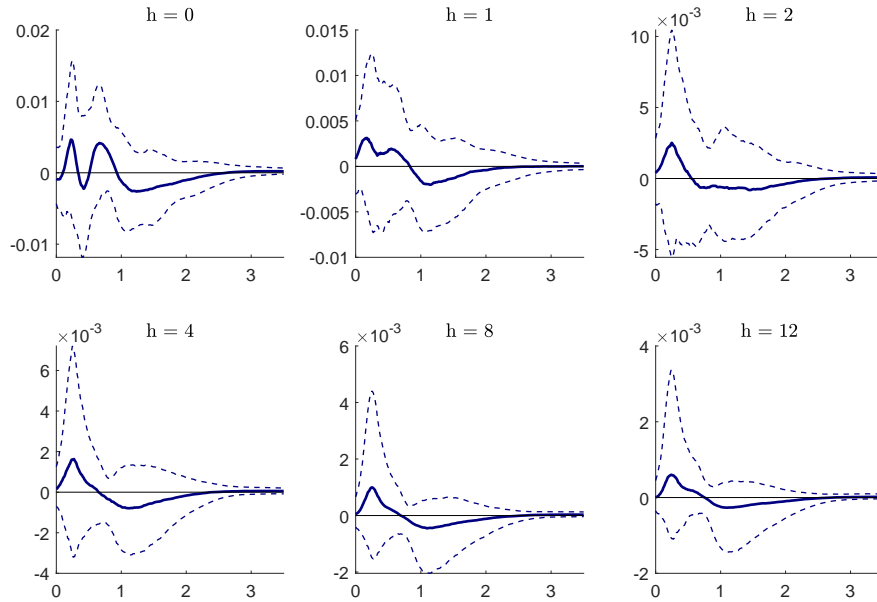 h = 0
0.02
0.01
0
-0.01
0 1 2 3
h = 1
0.015
0.01
0.005
0
-0.005
-0.01
0 1 2 3
h = 2
×10-3
10
5
0
-5
0 1 2 3
h = 4
×10-3
6
4
2
0
-2
-4
0 1 2 3
h = 8
×10-3
6
4
2
0
-2
0 1 2 3
h = 12
×10-3
4
2
0
-2
0 1 2 3